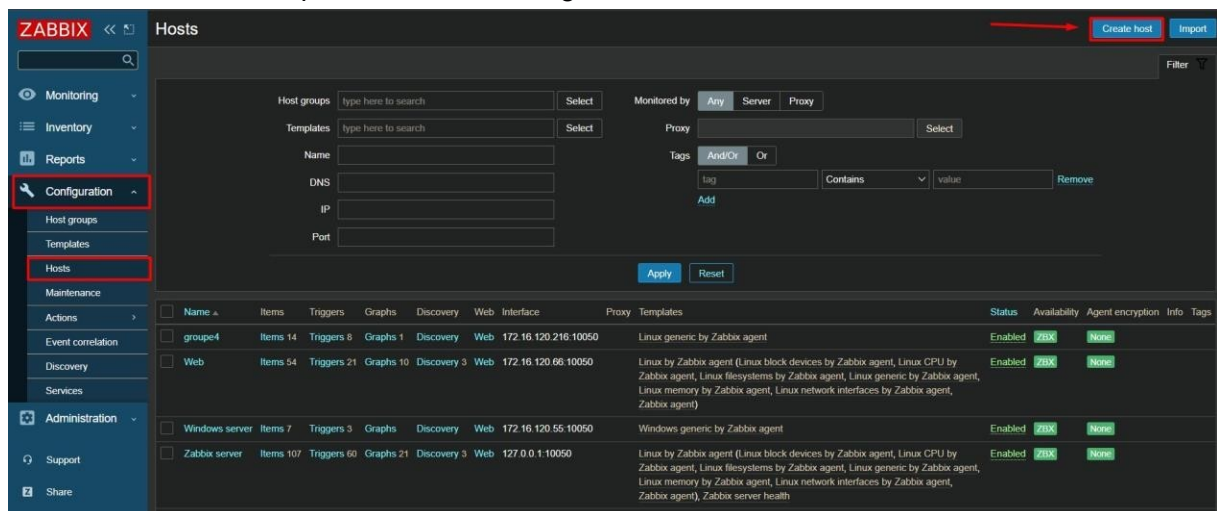 ZABBIX
Hosts
Create host
Import
Filter
Monitoring
Inventory
Reports
Configuration
Host groups
Templates
Hosts
Maintenance
Actions
Event correlation
Discovery
Services
Administration
Support
Share
Host groups type here to search Select
Templates type here to search Select
Name
DNS
IP
Port
Monitored by Any Server Proxy
Proxy Select
Tags And/Or Or
tag Contains value Remove
Add
Apply Reset
Name Items Triggers Graphs Discovery Web Interface Proxy Templates Status Availability Agent encryption Info Tags
groupe4 Items 14 Triggers 8 Graphs 1 Discovery Web 172.16.120.216:10050 Linux generic by Zabbix agent Enabled ZBX None
Web Items 54 Triggers 21 Graphs 10 Discovery 3 Web 172.16.120.66:10050 Linux by Zabbix agent (Linux block devices by Zabbix agent, Linux CPU by Enabled ZBX None
Zabbix agent, Linux filesystems by Zabbix agent, Linux generic by Zabbix agent,
Linux memory by Zabbix agent, Linux network interfaces by Zabbix agent,
Zabbix agent)
Windows server Items 7 Triggers 3 Graphs Discovery Web 172.16.120.55:10050 Windows generic by Zabbix agent Enabled ZBX None
Zabbix server Items 107 Triggers 60 Graphs 21 Discovery 3 Web 127.0.0.1:10050 Linux by Zabbix agent (Linux block devices by Zabbix agent, Linux CPU by Enabled ZBX None
Zabbix agent, Linux filesystems by Zabbix agent, Linux generic by Zabbix agent,
Linux memory by Zabbix agent, Linux network interfaces by Zabbix agent,
Zabbix agent), Zabbix server health